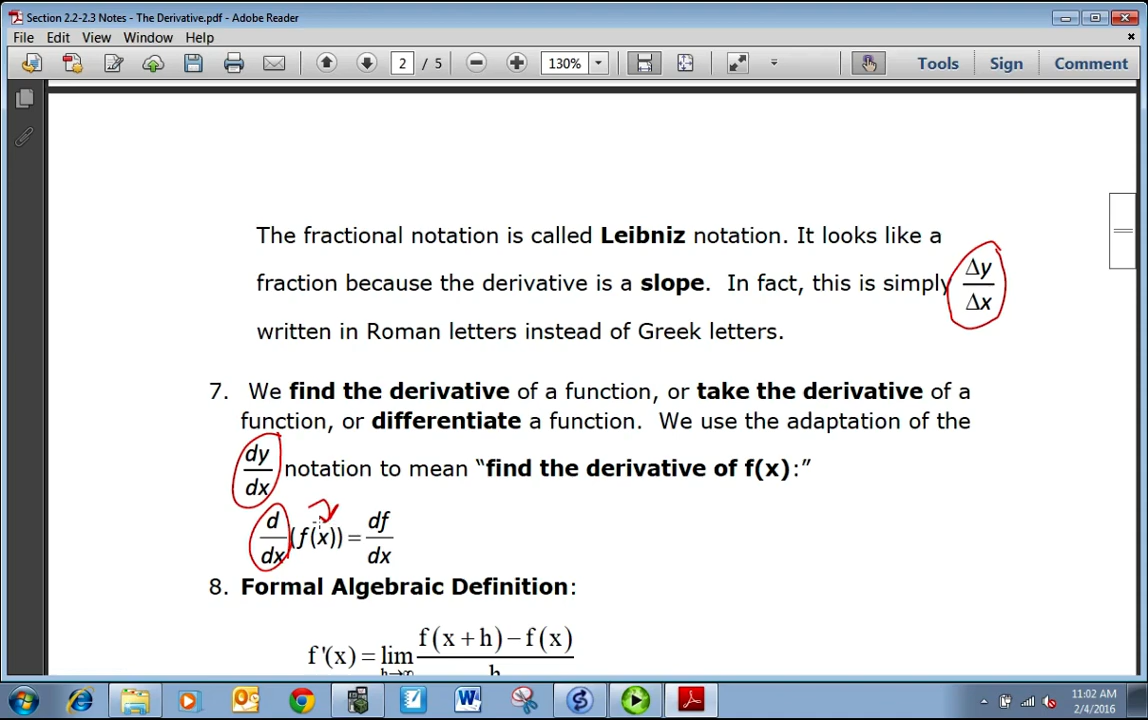 Section 2.2-2.3 Notes - The Derivative.pdf - Adobe Reader
File Edit View Window Help
2 / 5 130% Tools Sign Comment
The fractional notation is called Leibniz notation. It looks like a
fraction because the derivative is a slope. In fact, this is simply Δy/Δx
written in Roman letters instead of Greek letters.
7. We find the derivative of a function, or take the derivative of a
function, or differentiate a function. We use the adaptation of the
dy/dx notation to mean “find the derivative of f(x):”
d/dx (f(x)) = df/dx
8. Formal Algebraic Definition:
f'(x) = lim h→∞ f(x+h)−f(x)/h
11:02 AM
2/4/2016